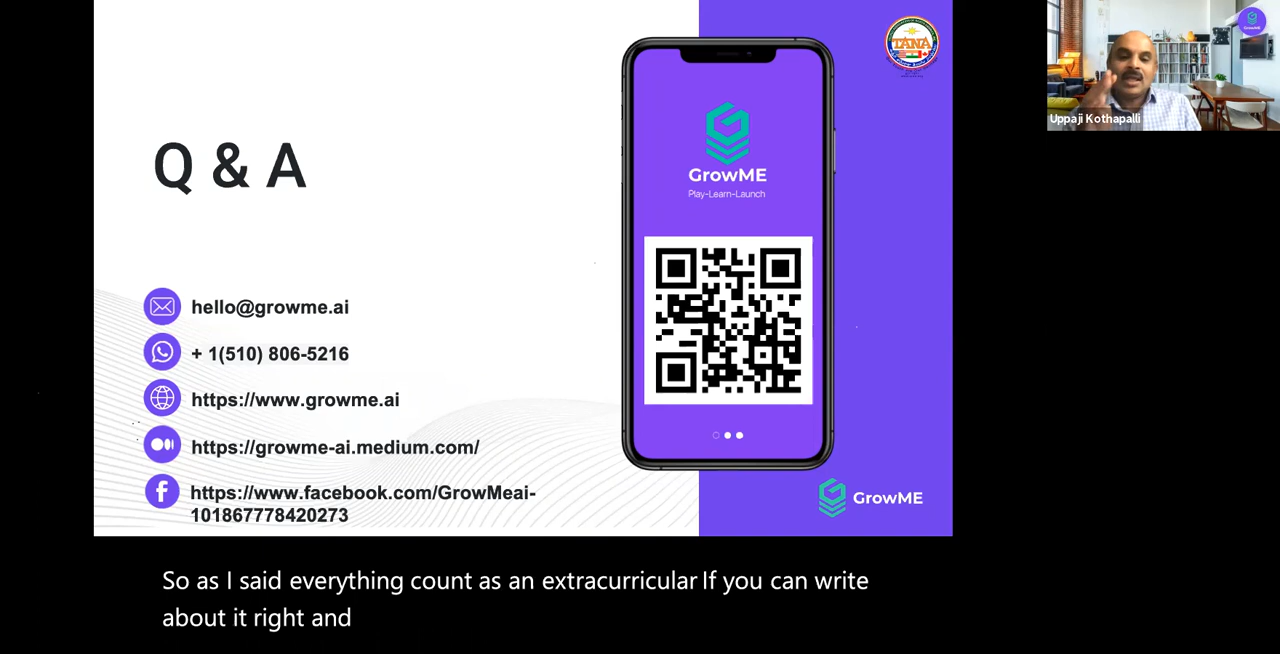 TANA
GrowME
Uppaji Kothapalli
Q & A
GrowME
Play-Learn-Launch
hello@growme.ai
+ 1(510) 806-5216
https://www.growme.ai
https://growme-ai.medium.com/
https://www.facebook.com/GrowMeai-
101867778420273
GrowME
So as I said everything count as an extracurricular If you can write
about it right and